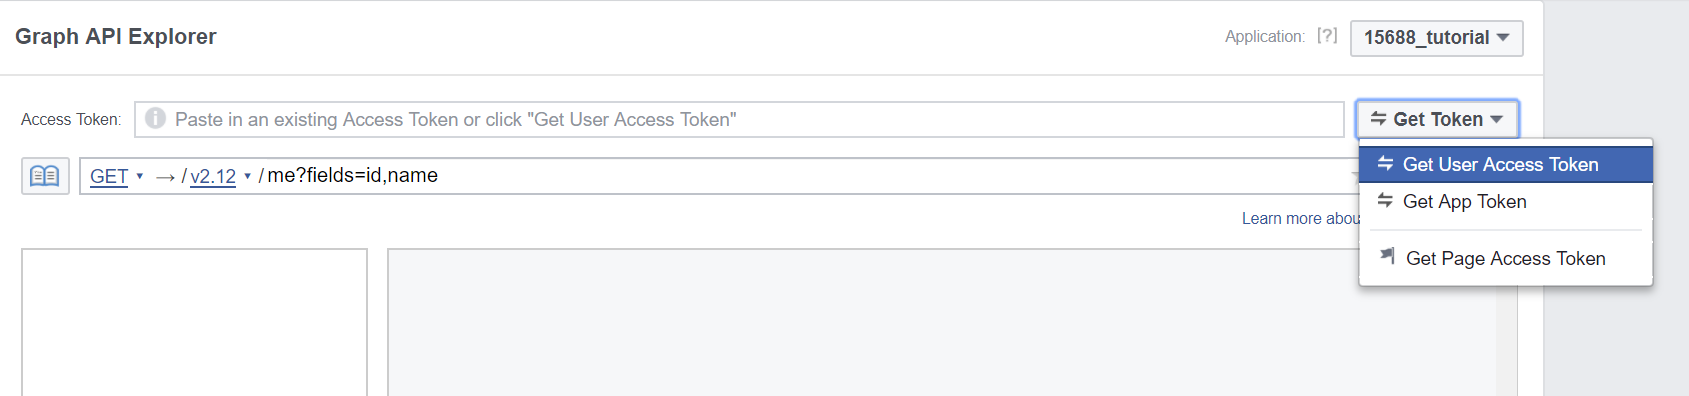 Graph API Explorer
Application: [?] 15688_tutorial
Access Token: Paste in an existing Access Token or click "Get User Access Token" Get Token
Get User Access Token
GET → / v2.12 / me?fields=id,name
Get App Token
Learn more abou
Get Page Access Token